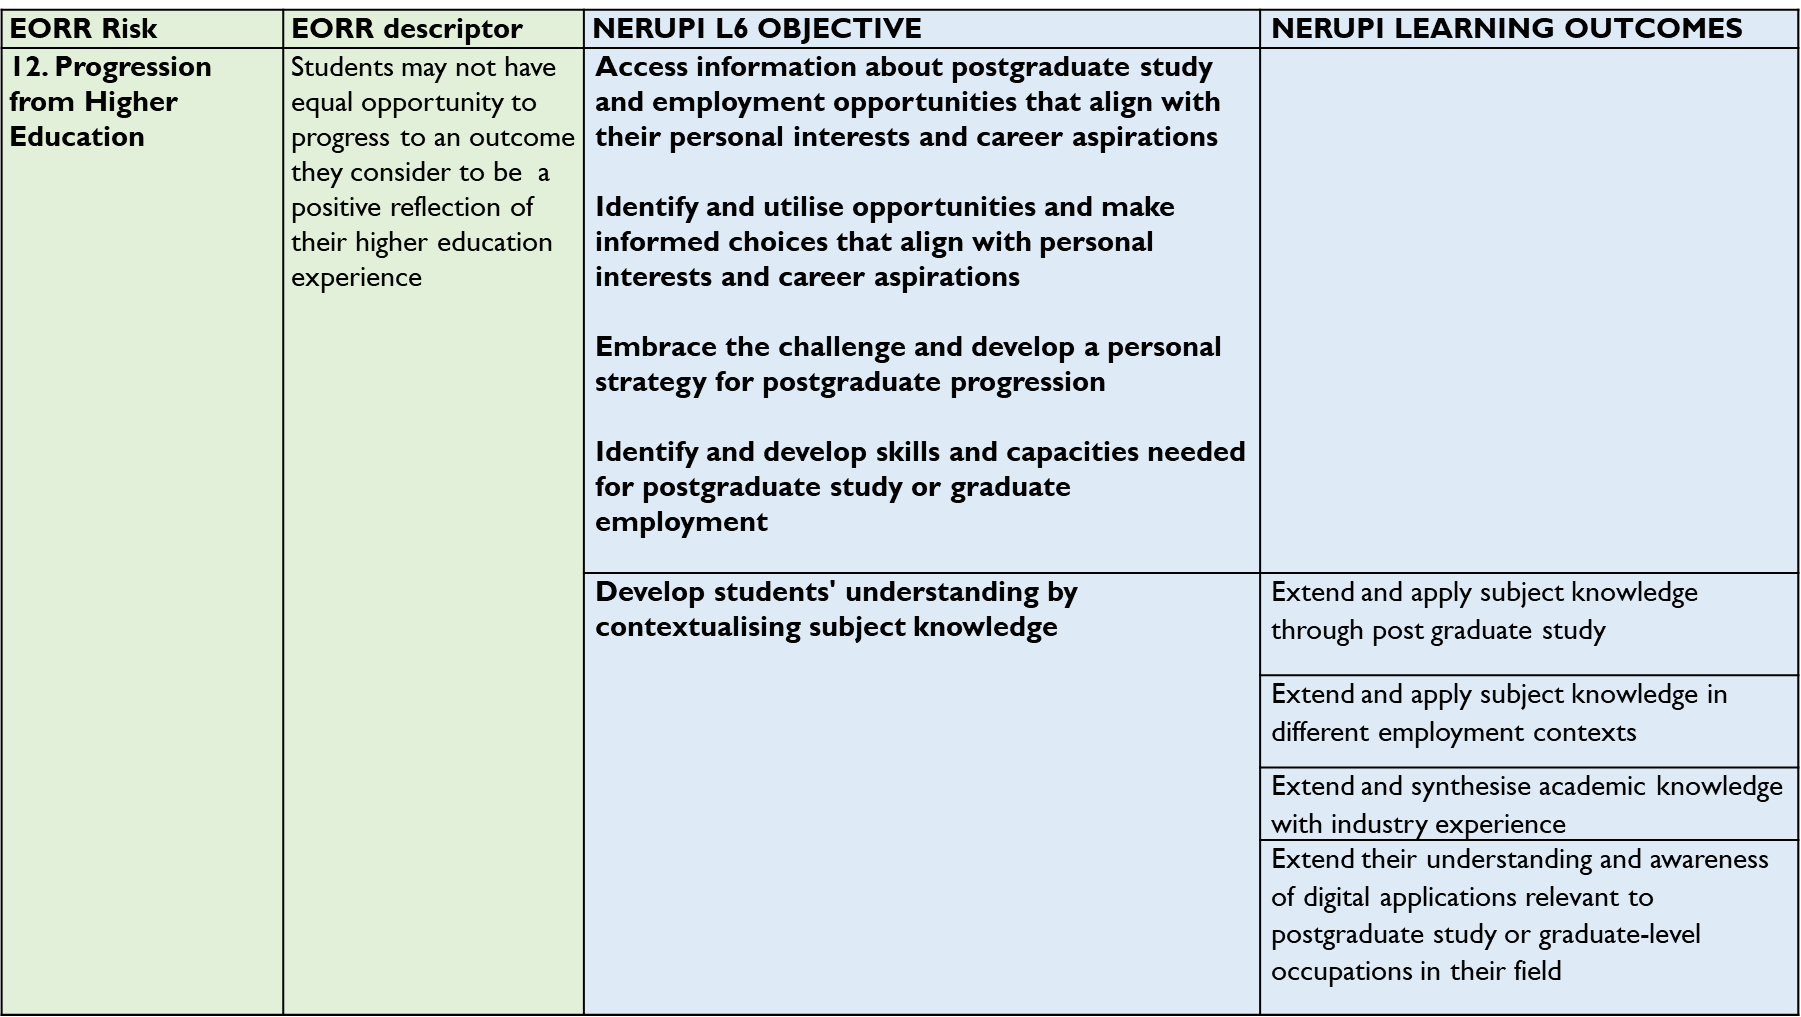 EORR Risk
EORR descriptor
NERUPI L6 OBJECTIVE
NERUPI LEARNING OUTCOMES
12. Progression
from Higher
Education
Students may not have
equal opportunity to
progress to an outcome
they consider to be a
positive reflection of
their higher education
experience
Access information about postgraduate study
and employment opportunities that align with
their personal interests and career aspirations
Identify and utilise opportunities and make
informed choices that align with personal
interests and career aspirations
Embrace the challenge and develop a personal
strategy for postgraduate progression
Identify and develop skills and capacities needed
for postgraduate study or graduate
employment
Develop students' understanding by
contextualising subject knowledge
Extend and apply subject knowledge
through post graduate study
Extend and apply subject knowledge in
different employment contexts
Extend and synthesise academic knowledge
with industry experience
Extend their understanding and awareness
of digital applications relevant to
postgraduate study or graduate-level
occupations in their field